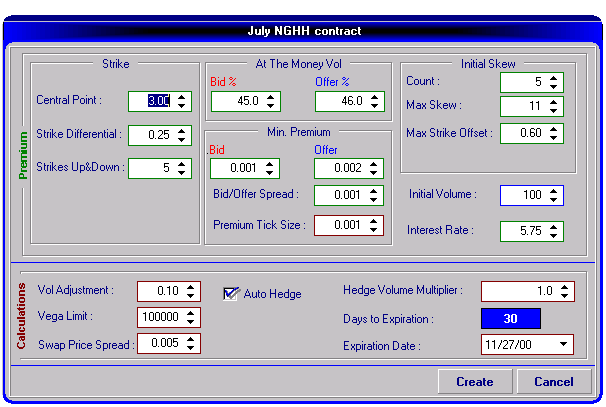 July NGHH contract
Strike
At The Money Vol
Initial Skew
Bid %
Offer %
Count :
5
Central Point :
3.00
45.0
46.0
Max Skew :
11
Min. Premium
Strike Differential :
0.25
Max Strike Offset :
0.60
.Bid
Offer
Premium
Strikes Up&Down :
5
0.001
0.002
Bid/Offer Spread :
0.001
Initial Volume :
100
Premium Tick Size :
0.001
Interest Rate :
5.75
Calculations
Vol Adjustment :
0.10
Auto Hedge
Hedge Volume Multiplier :
1.0
Vega Limit :
100000
Days to Expiration :
30
Swap Price Spread :
0.005
Expiration Date :
11/27/00
Create
Cancel